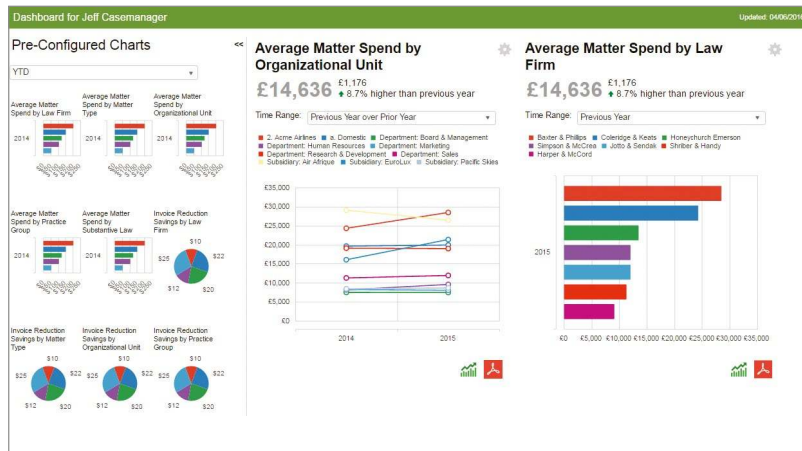 Dashboard for Jeff Casemanager
Updated: 04/06/2016
Pre-Configured Charts
<<
YTD
Average Matter
Spend by Law Firm
2014
Average Matter
Spend by Matter
Type
2014
Average Matter
Spend by
Organizational Unit
2014
Average Matter
Spend by Practice
Group
2014
Average Matter
Spend by
Substantive Law
2014
Invoice Reduction
Savings by Law
Firm
$10
$25
$22
$12
$20
Invoice Reduction
Savings by Matter
Type
$10
$25
$22
$12
$20
Invoice Reduction
Savings by
Organizational Unit
$10
$25
$22
$12
$20
Invoice Reduction
Savings by Practice
Group
$10
$25
$22
$12
$20
Average Matter Spend by
Organizational Unit
£14,636
£1,176
8.7% higher than previous year
Time Range: Previous Year over Prior Year
2. Acme Airlines a. Domestic Department: Board & Management
Department: Human Resources Department: Marketing
Department: Research & Development Department: Sales
Subsidiary: Air Afrique Subsidiary: EuroLux Subsidiary: Pacific Skies
£35,000
£30,000
£25,000
£20,000
£15,000
£10,000
£5,000
£0
2014 2015
Average Matter Spend by Law
Firm
£14,636
£1,176
8.7% higher than previous year
Time Range: Previous Year
Baxter & Phillips Coleridge & Keats Honeychurch Emerson
Simpson & McCrea Jotto & Sendak Shriber & Handy
Harper & McCord
2015
£0 £5,000 £10,000 £15,000 £20,000 £25,000 £30,000 £35,000